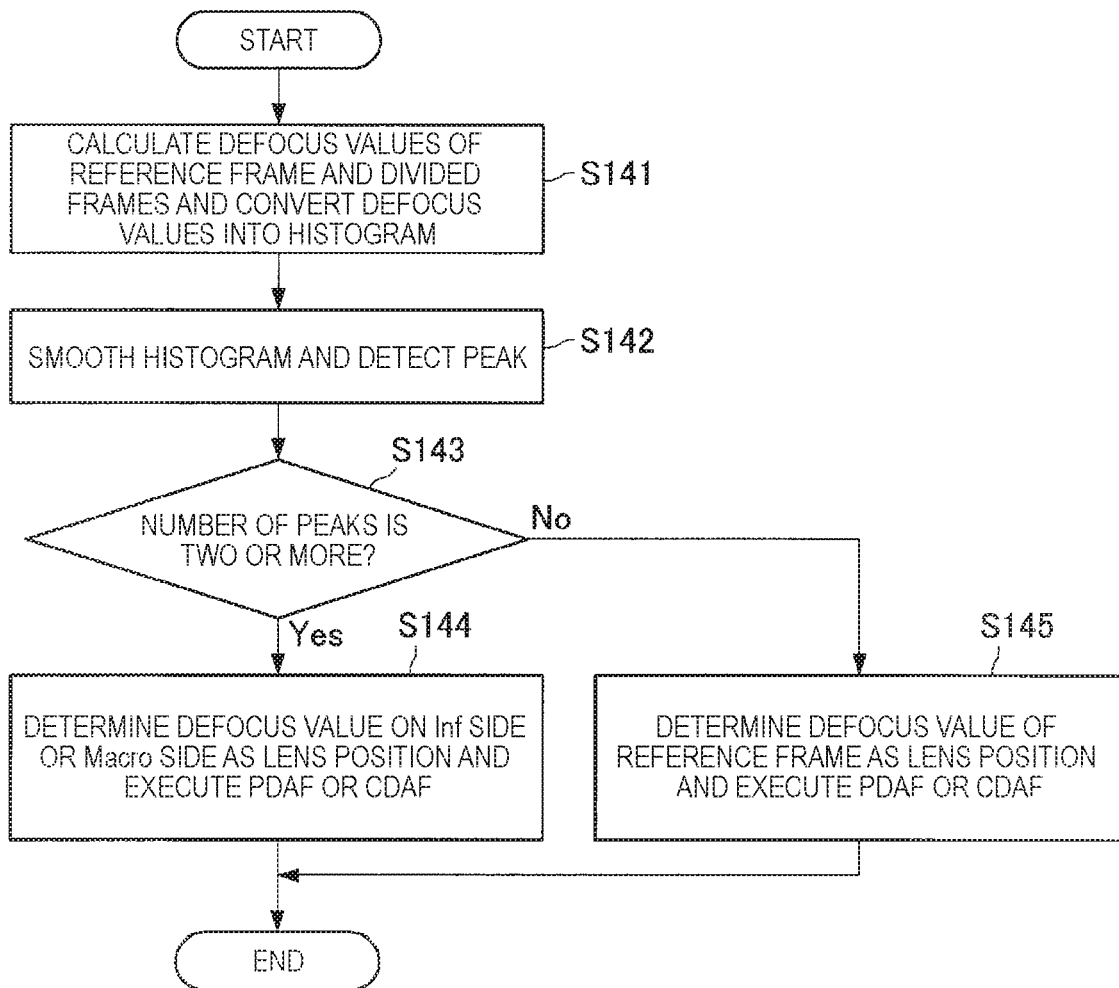 START
CALCULATE DEFOCUS VALUES OF
REFERENCE FRAME AND DIVIDED
FRAMES AND CONVERT DEFOCUS
VALUES INTO HISTOGRAM
S141
SMOOTH HISTOGRAM AND DETECT PEAK
S142
S143
NUMBER OF PEAKS IS
TWO OR MORE?
No
Yes
S144
DETERMINE DEFOCUS VALUE ON Inf SIDE
OR Macro SIDE AS LENS POSITION AND
EXECUTE PDAF OR CDAF
S145
DETERMINE DEFOCUS VALUE OF
REFERENCE FRAME AS LENS POSITION
AND EXECUTE PDAF OR CDAF
END